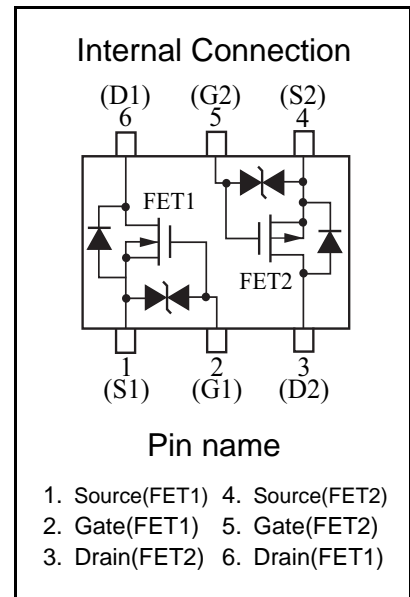 Internal Connection
(D1) (G2) (S2)
6 5 4
FET1
FET2
1 2 3
(S1) (G1) (D2)
Pin name
1. Source(FET1) 4. Source(FET2)
2. Gate(FET1) 5. Gate(FET2)
3. Drain(FET2) 6. Drain(FET1)